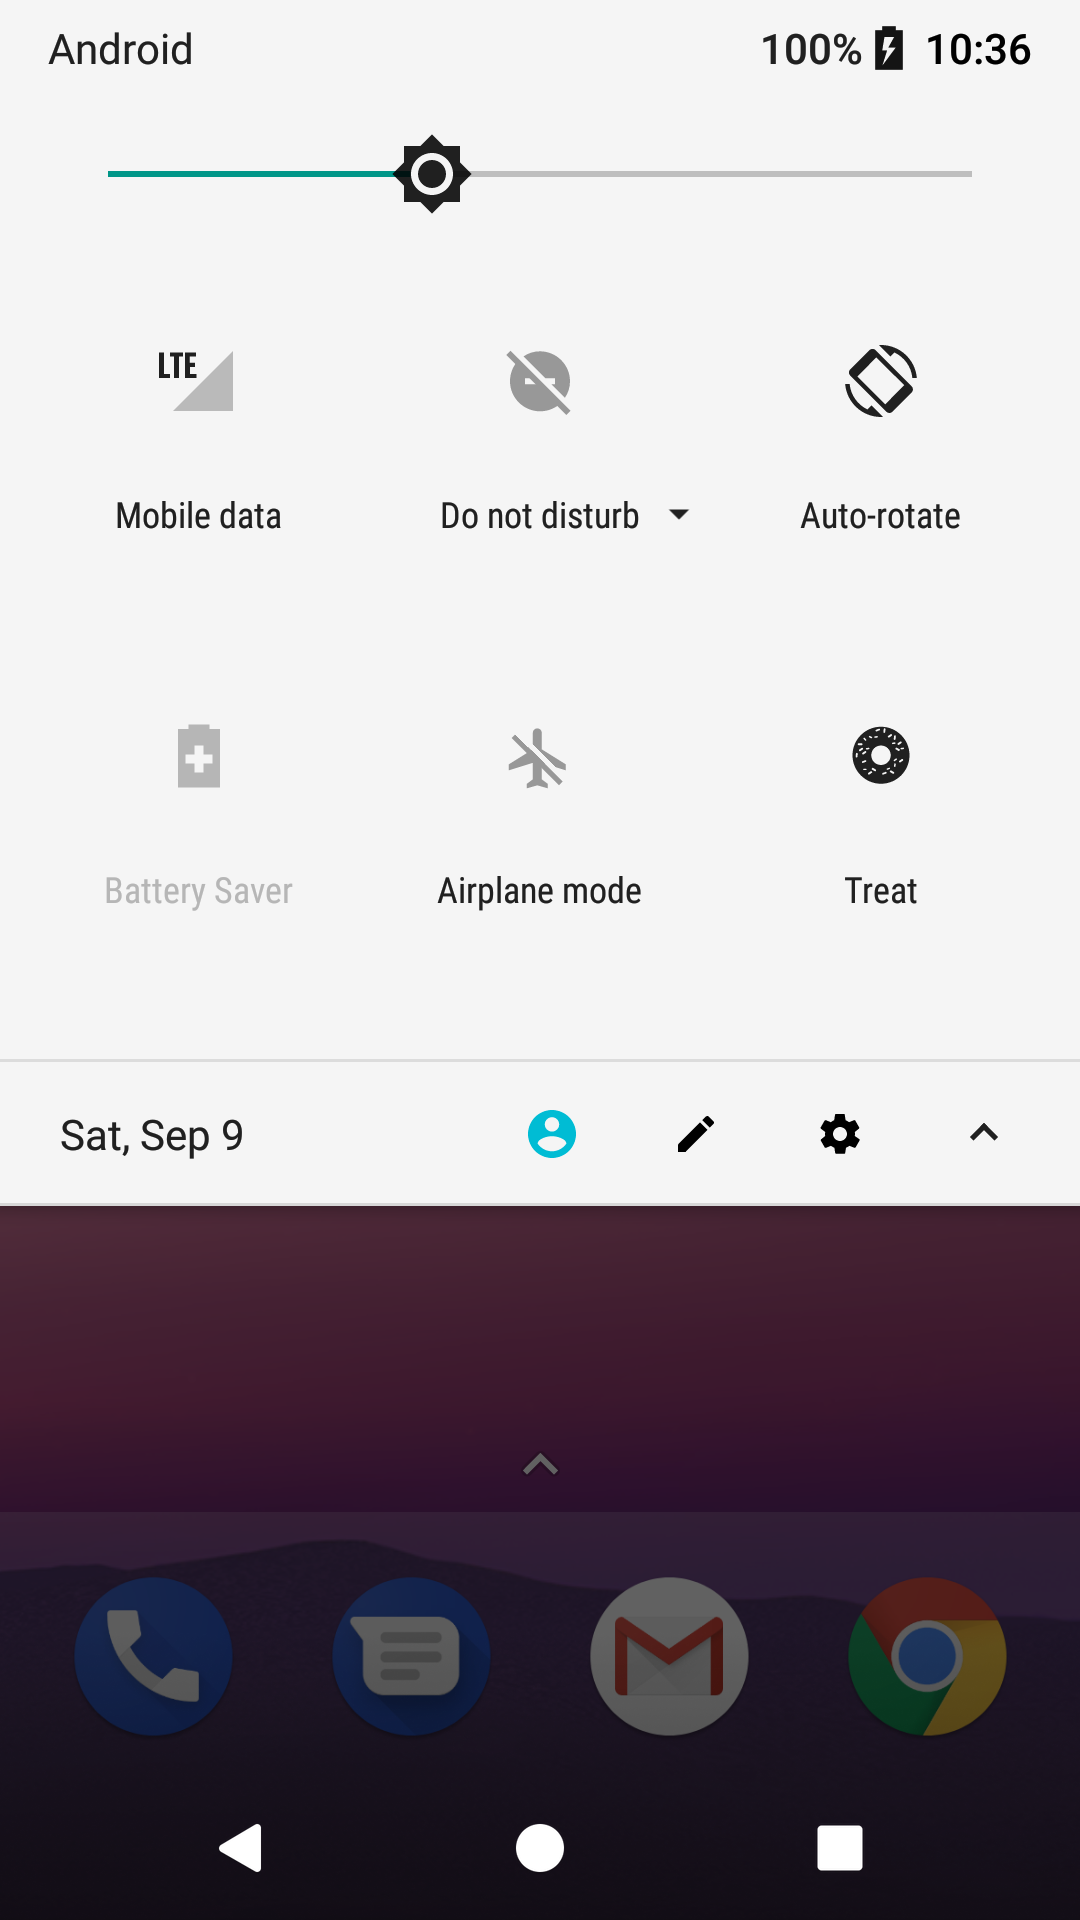 Android 100% 10:36
LTE
Mobile data Do not disturb Auto-rotate
Battery Saver Airplane mode Treat
Sat, Sep 9